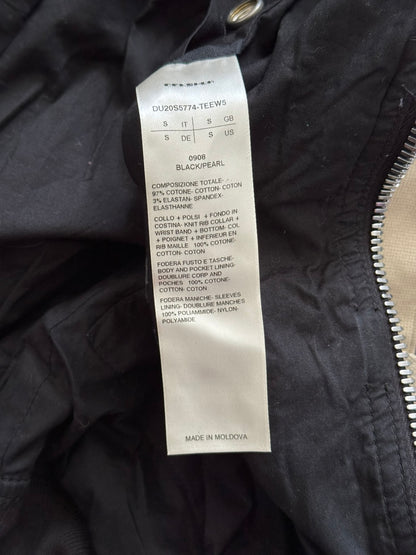 DU20S5774-TEEW5
S IT S GB
S DE S US
0908
BLACK/PEARL
COMPOSIZIONE TOTALE-
97% COTONE- COTTON- COTON
3% ELASTAN- SPANDEX-
ELASTHANNE
COLLO + POLSI + FONDO IN
COSTINA- KNIT RIB COLLAR +
WRIST BAND + BOTTOM- COL
+ POIGNET + INFERIEUR EN
RIB MAILLE 100% COTONE-
COTTON- COTON
FODERA FUSTO E TASCHE-
BODY AND POCKET LINING-
DOUBLURE CORP AND
POCHES 100% COTONE-
COTTON- COTON
FODERA MANICHE- SLEEVES
LINING- DOUBLURE MANCHES
100% POLIAMMIDE- NYLON-
POLYAMIDE
MADE IN MOLDOVA